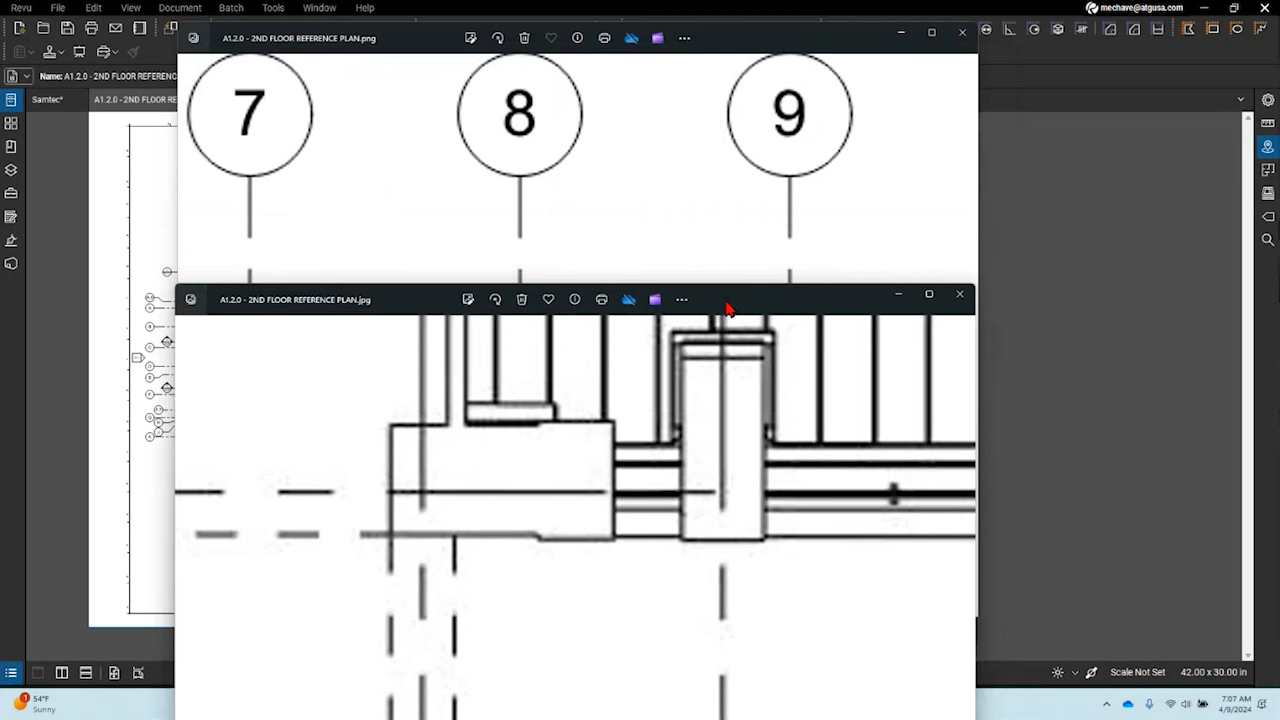 Revu File Edit View Document Batch Tools Window Help
mechave@atgusa.com
A1.2.0 - 2ND FLOOR REFERENCE PLAN.png
Name: A1.2.0 - 2ND FLOOR REFERENC
Samtec*
A1.2.0 - 2ND FLOOR RE
7 8 9
A1.2.0 - 2ND FLOOR REFERENCE PLAN.jpg
Scale Not Set 42.00 x 30.00 in
1
54°F
Sunny
7:07 AM
4/9/2024